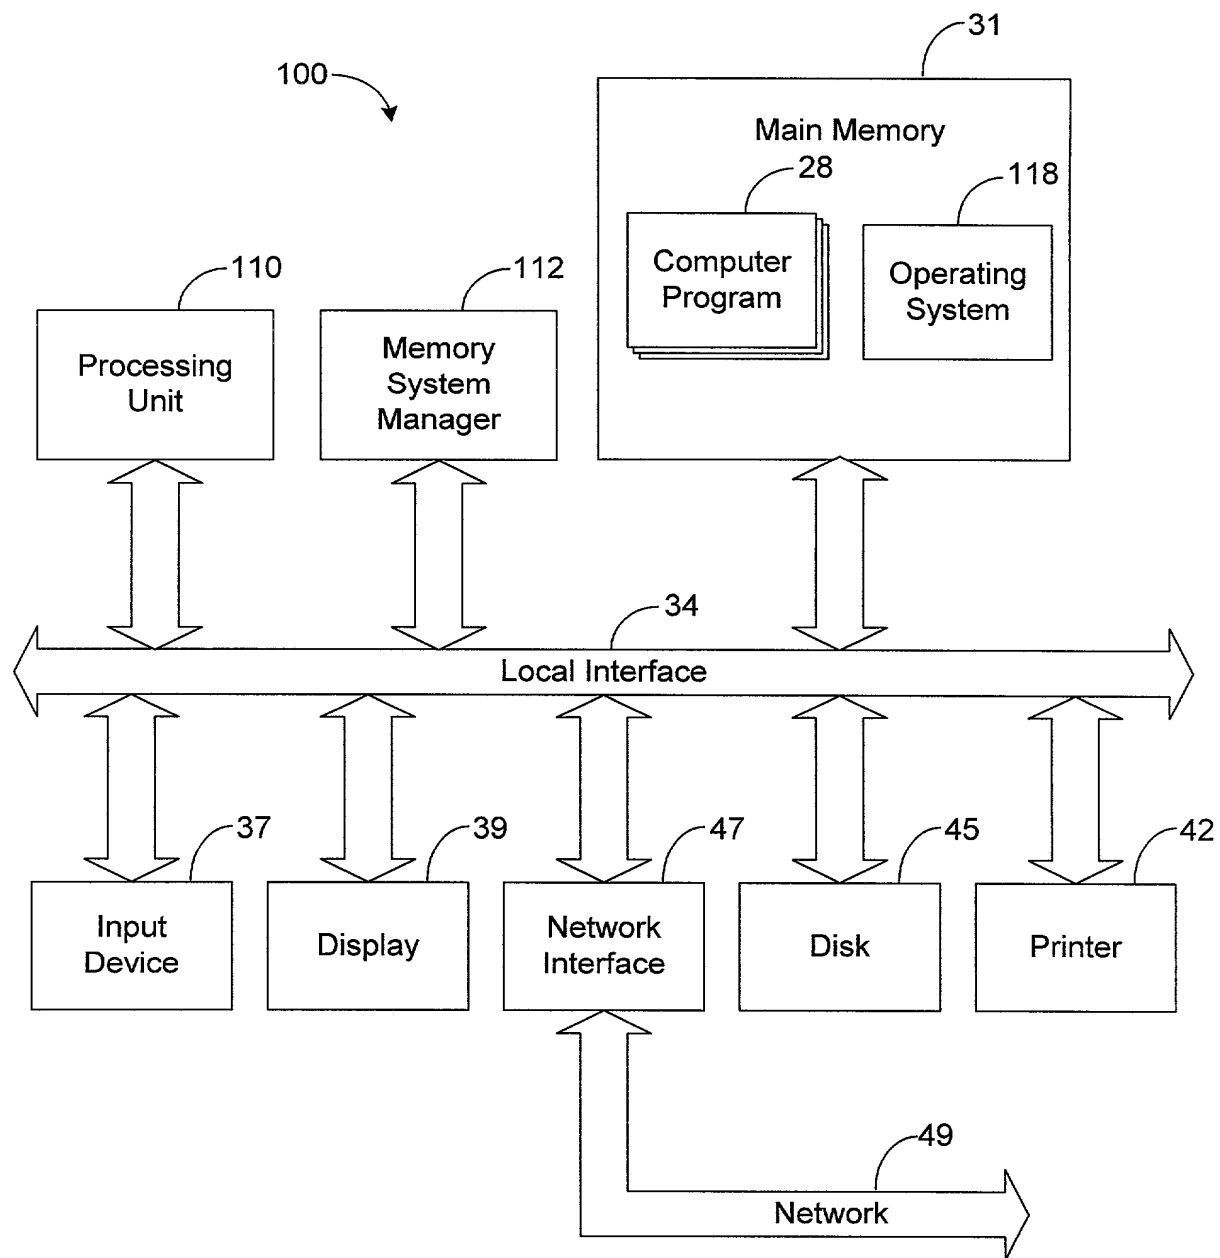 31
100
Main Memory
28
118
Computer
Program
Operating
System
110
112
Processing
Unit
Memory
System
Manager
34
Local Interface
37
39
47
45
42
Input
Device
Display
Network
Interface
Disk
Printer
49
Network